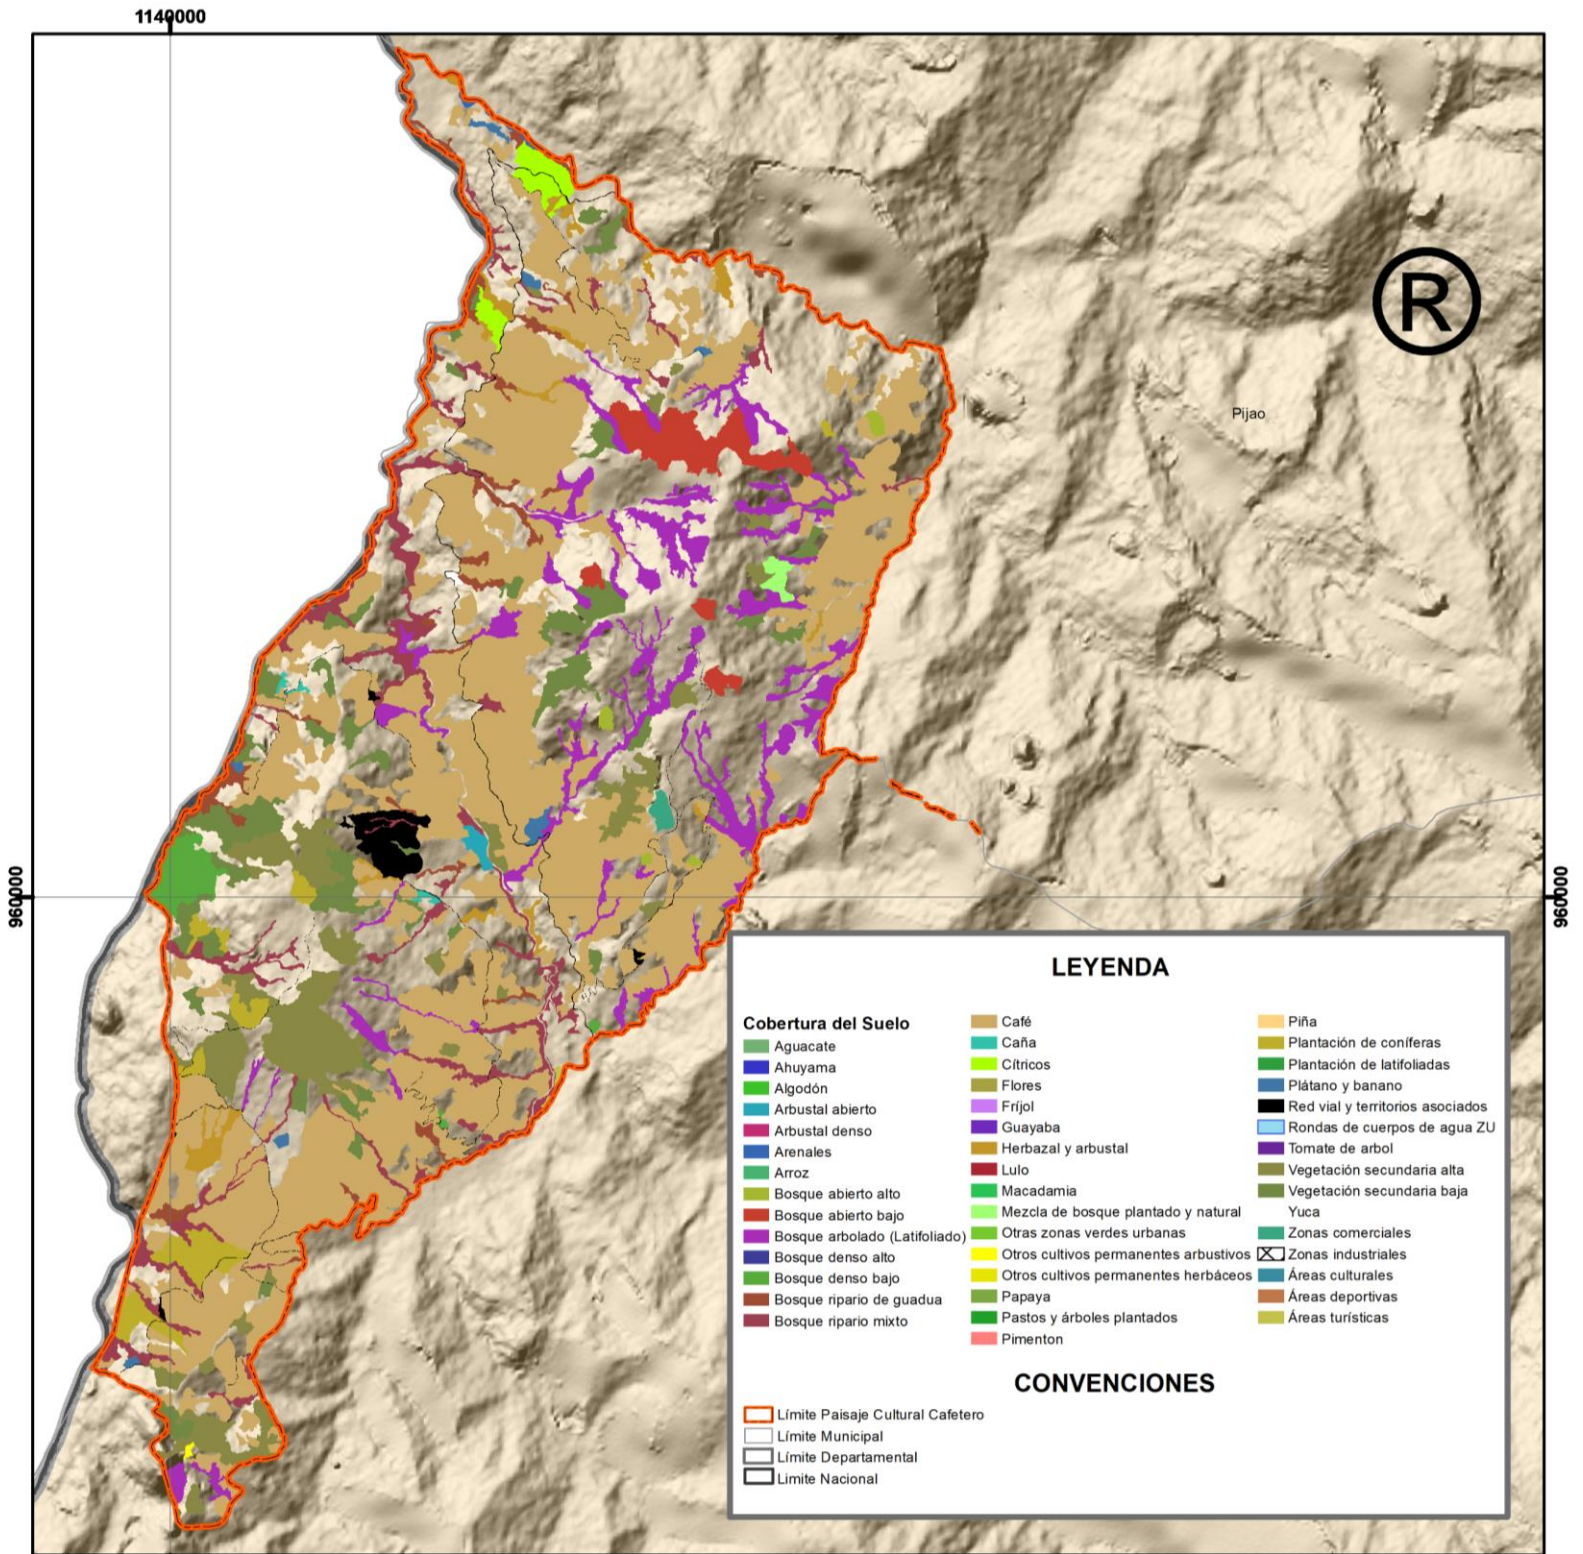 1140000
R
Pijao
960000
960000
LEYENDA
Cobertura del Suelo
Aguacate
Ahuyama
Algodón
Arbustal abierto
Arbustal denso
Arenales
Arroz
Bosque abierto alto
Bosque abierto bajo
Bosque arbolado (Latifoliado)
Bosque denso alto
Bosque denso bajo
Bosque ripario de guadua
Bosque ripario mixto
Café
Caña
Cítricos
Flores
Fríjol
Guayaba
Herbazal y arbustal
Lulo
Macadamia
Mezcla de bosque plantado y natural
Otras zonas verdes urbanas
Otros cultivos permanentes arbustivos
Otros cultivos permanentes herbáceos
Papaya
Pastos y árboles plantados
Pimenton
Piña
Plantación de coníferas
Plantación de latifoliadas
Plátano y banano
Red vial y territorios asociados
Rondas de cuerpos de agua ZU
Tomate de arbol
Vegetación secundaria alta
Vegetación secundaria baja
Yuca
Zonas comerciales
Zonas industriales
Áreas culturales
Áreas deportivas
Áreas turísticas
CONVENCIONES
Límite Paisaje Cultural Cafetero
Límite Municipal
Límite Departamental
Limite Nacional